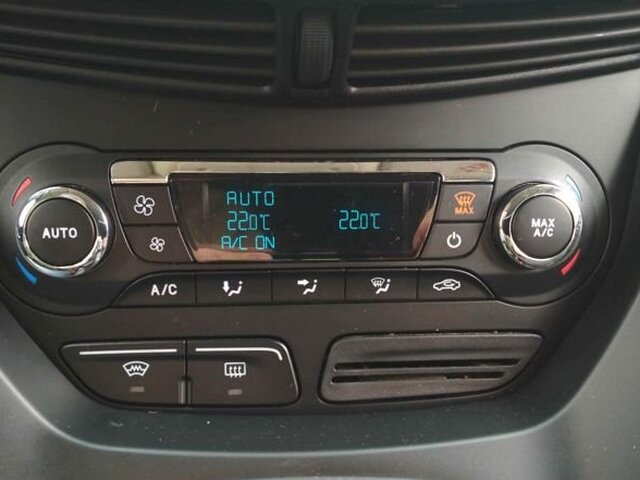 AUTO
22.0°C 22.0°C
A/C ON
MAX
AUTO
MAX
A/C
A/C